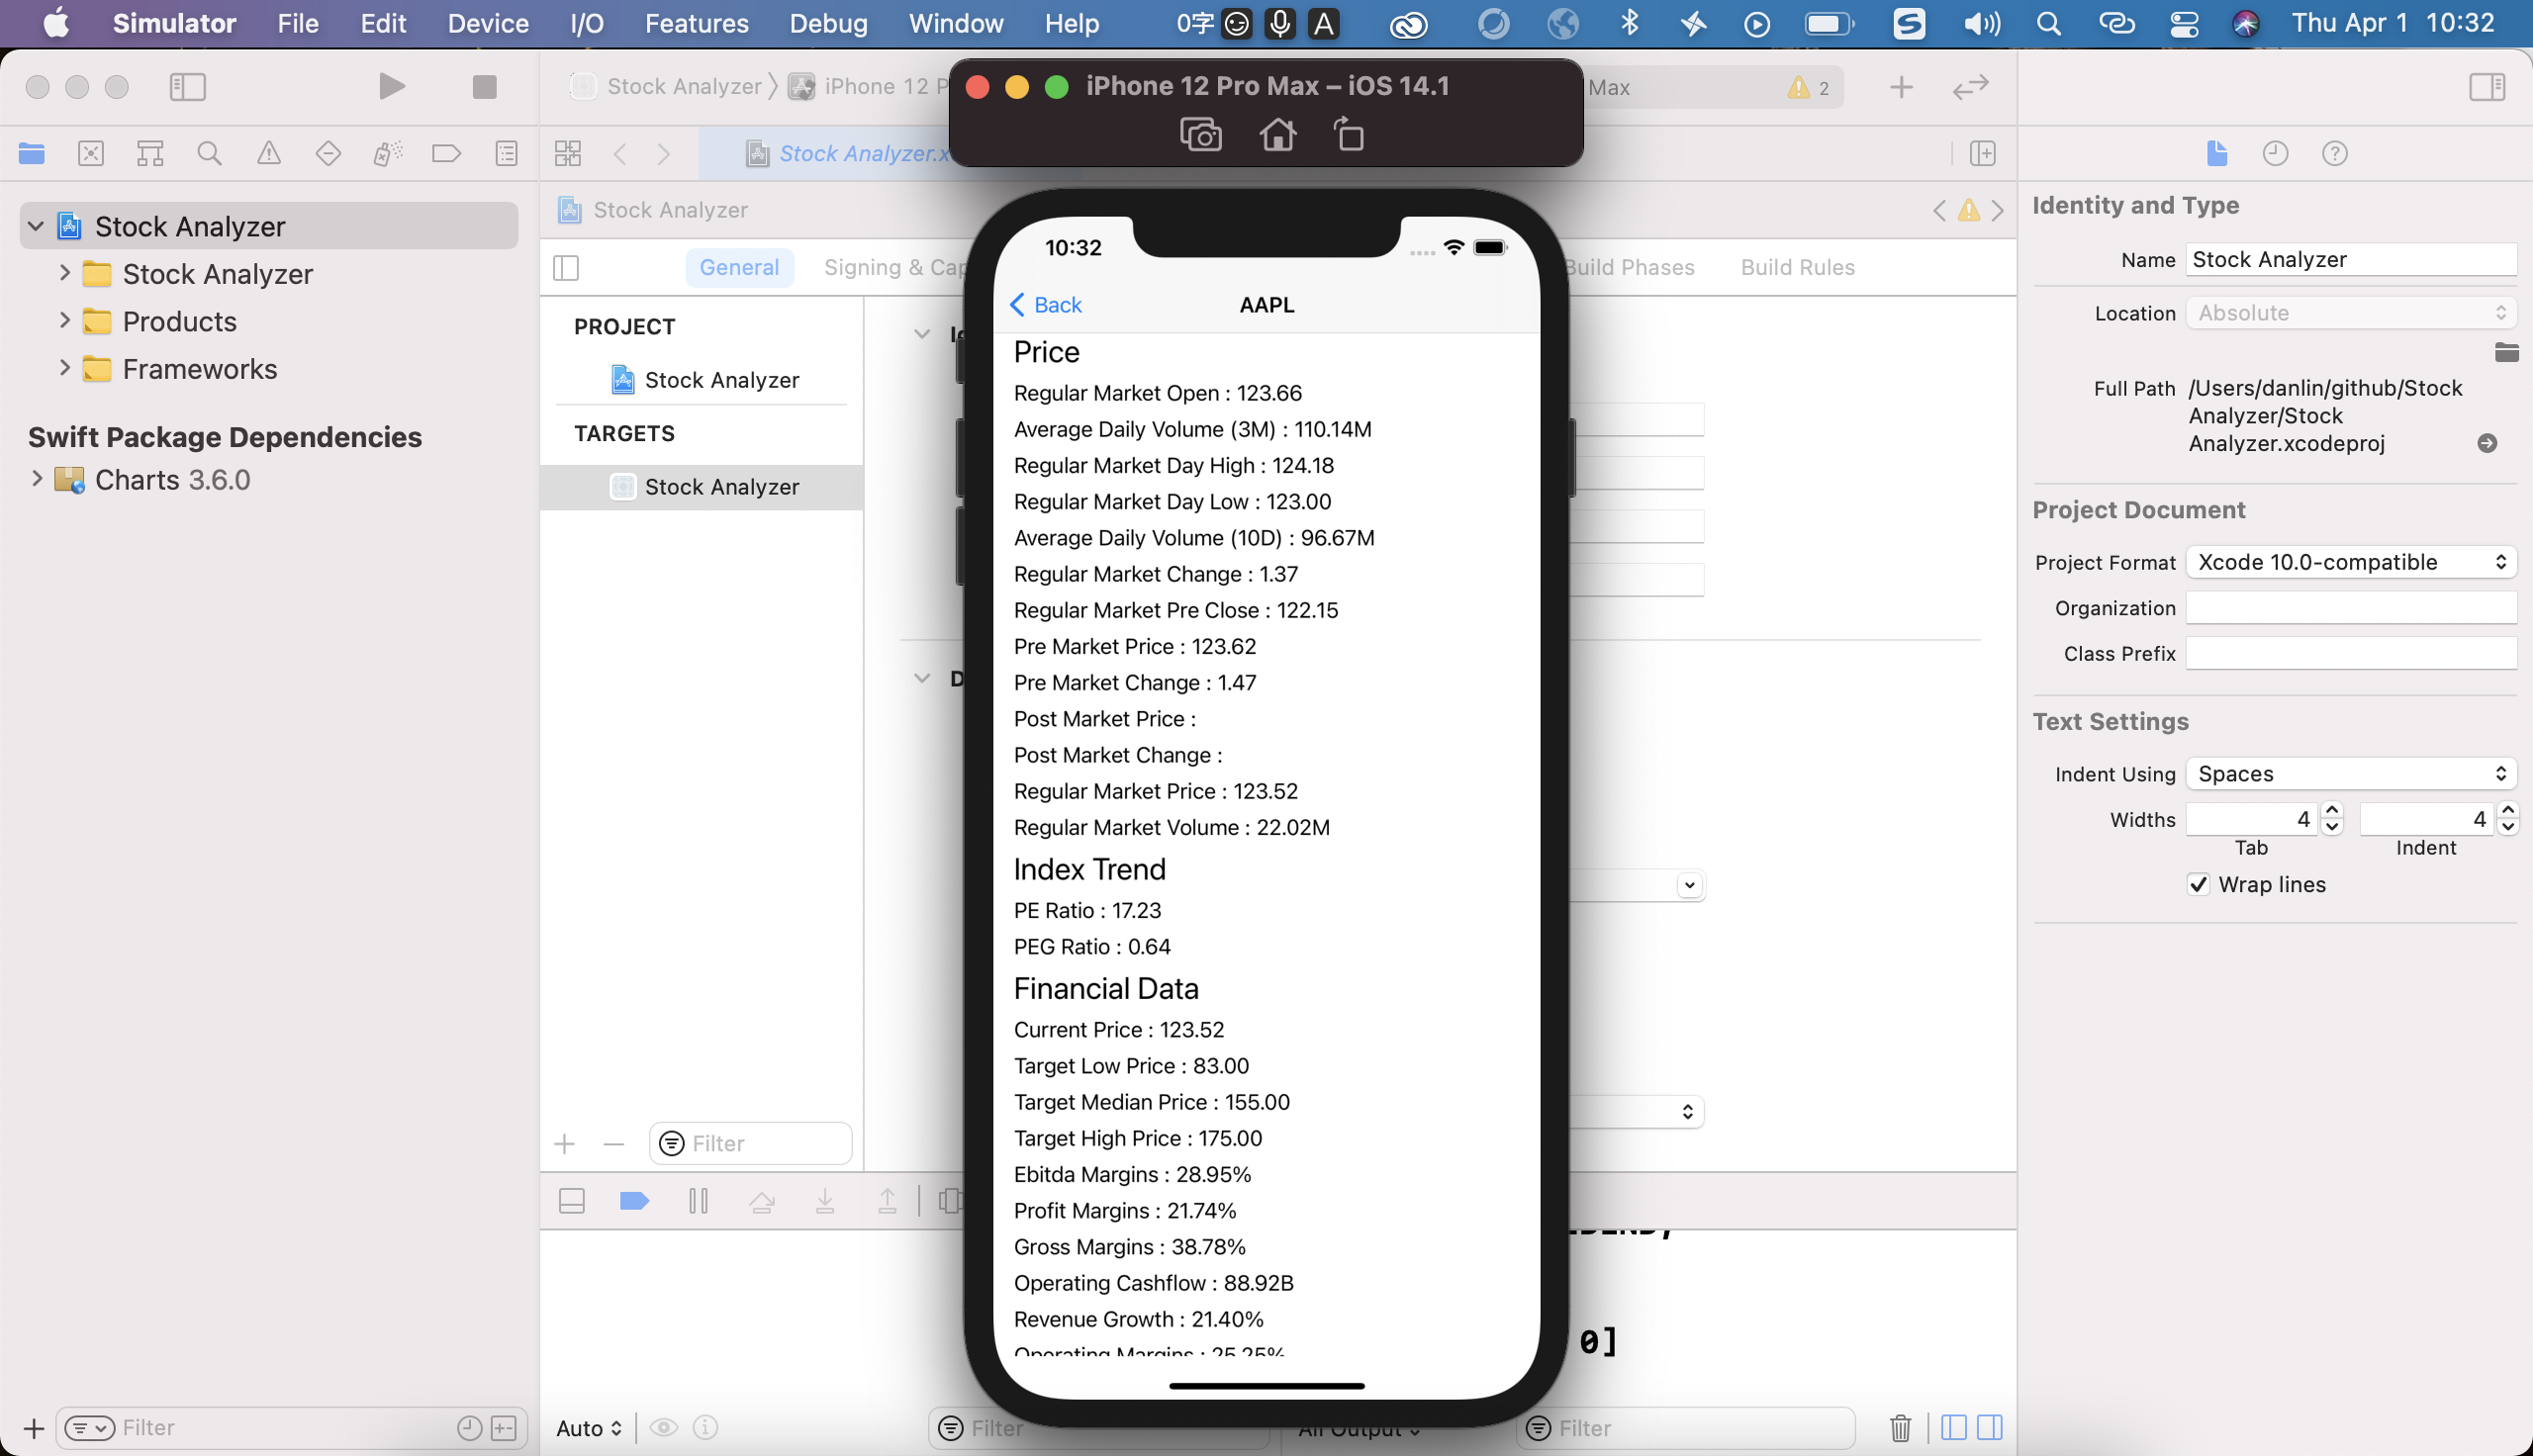 Simulator File Edit Device I/O Features Debug Window Help 0字 A Thu Apr 1 10:32
Stock Analyzer iPhone 12 P Max 2
iPhone 12 Pro Max – iOS 14.1
Stock Analyzer.x
Stock Analyzer
Stock Analyzer
Products
Frameworks
Swift Package Dependencies
Charts 3.6.0
Stock Analyzer
General Signing & Cap Build Phases Build Rules
PROJECT
Stock Analyzer
TARGETS
Stock Analyzer
Filter
10:32
Back AAPL
Price
Regular Market Open : 123.66
Average Daily Volume (3M) : 110.14M
Regular Market Day High : 124.18
Regular Market Day Low : 123.00
Average Daily Volume (10D) : 96.67M
Regular Market Change : 1.37
Regular Market Pre Close : 122.15
Pre Market Price : 123.62
Pre Market Change : 1.47
Post Market Price :
Post Market Change :
Regular Market Price : 123.52
Regular Market Volume : 22.02M
Index Trend
PE Ratio : 17.23
PEG Ratio : 0.64
Financial Data
Current Price : 123.52
Target Low Price : 83.00
Target Median Price : 155.00
Target High Price : 175.00
Ebitda Margins : 28.95%
Profit Margins : 21.74%
Gross Margins : 38.78%
Operating Cashflow : 88.92B
Revenue Growth : 21.40%
Operating Margins : 25.25%
0]
Filter
Auto Filter All Output Filter
Identity and Type
Name Stock Analyzer
Location Absolute
Full Path /Users/danlin/github/Stock
Analyzer/Stock
Analyzer.xcodeproj
Project Document
Project Format Xcode 10.0-compatible
Organization
Class Prefix
Text Settings
Indent Using Spaces
Widths 4 4
Tab Indent
Wrap lines